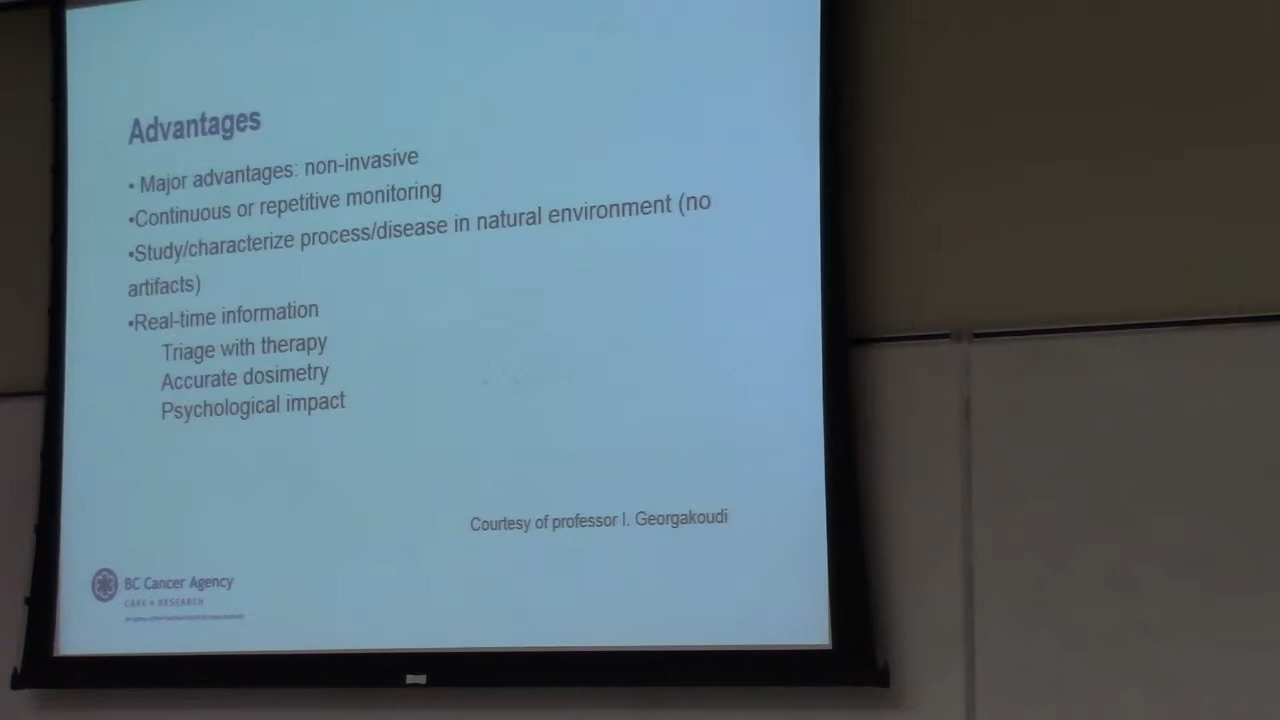 Advantages
• Major advantages: non-invasive
•Continuous or repetitive monitoring
•Study/characterize process/disease in natural environment (no
artifacts)
•Real-time information
Triage with therapy
Accurate dosimetry
Psychological impact
Courtesy of professor I. Georgakoudi
BC Cancer Agency
CARE + RESEARCH